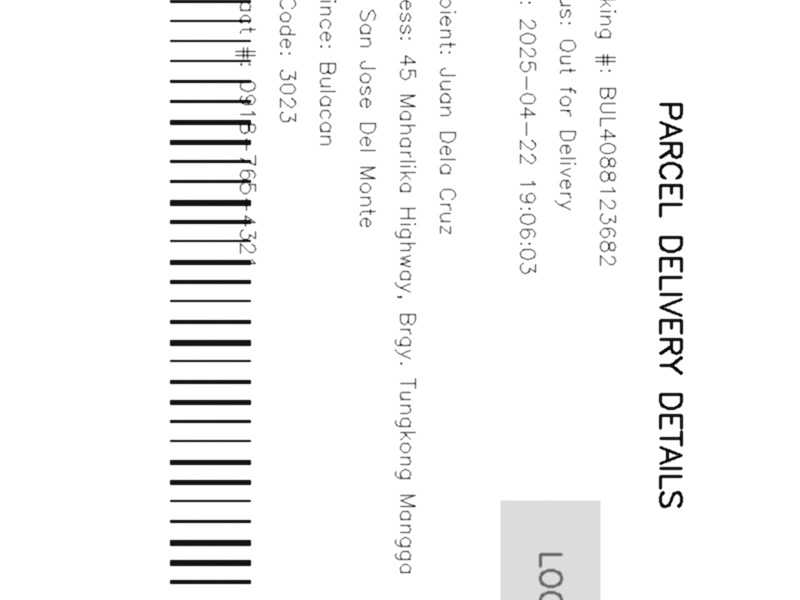 PARCEL DELIVERY DETAILS
king #: BUL4088123682
us: Out for Delivery
: 2025-04-22 19:06:03
LOG
pient: Juan Dela Cruz
ess: 45 Maharlika Highway, Brgy. Tungkong Mangga
San Jose Del Monte
ince: Bulacan
Code: 3023
act #: 0918-765-4321